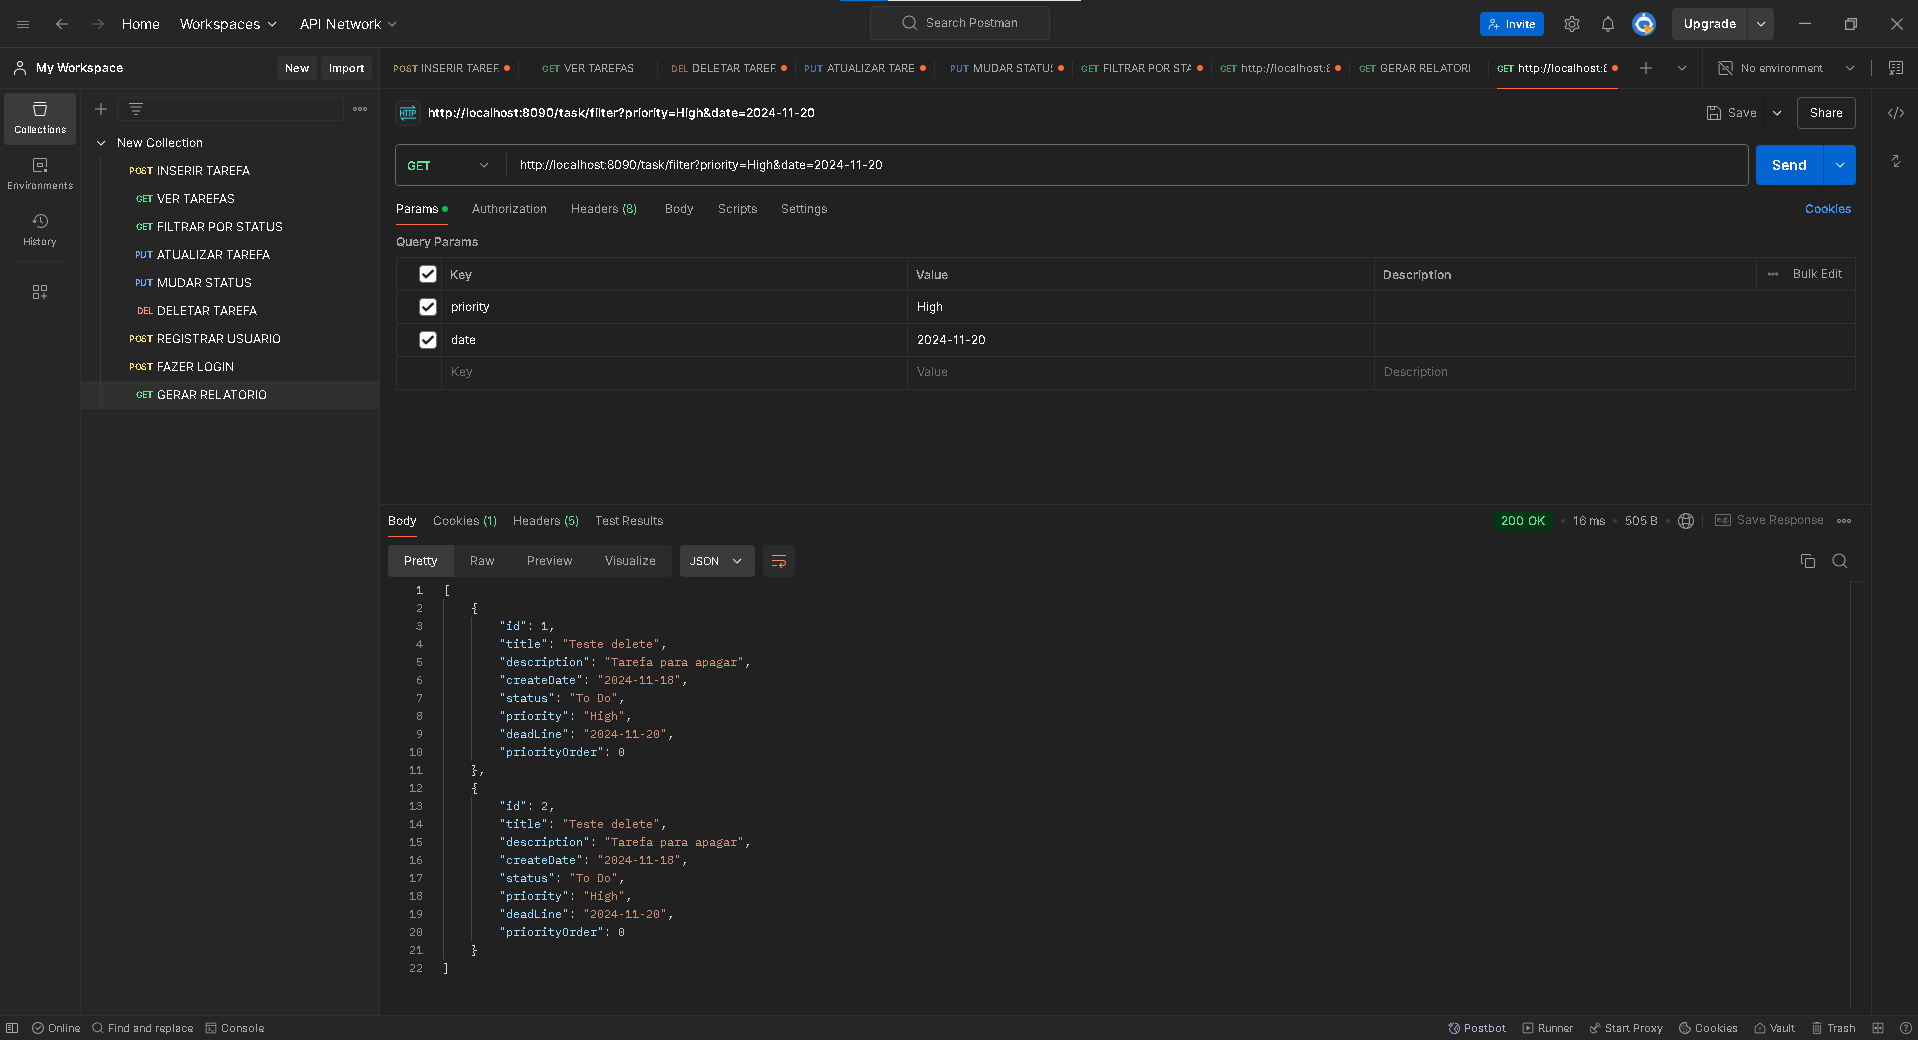 Home Workspaces API Network Search Postman Invite Upgrade
My Workspace New Import
POST INSERIR TAREF. GET VER TAREFAS DEL DELETAR TAREF. PUT ATUALIZAR TARE PUT MUDAR STATUS GET FILTRAR POR STA GET http://localhost:8 GET GERAR RELATORI GET http://localhost:8 No environment
Collections
Environments
History
New Collection
POST INSERIR TAREFA
GET VER TAREFAS
GET FILTRAR POR STATUS
PUT ATUALIZAR TAREFA
PUT MUDAR STATUS
DEL DELETAR TAREFA
POST REGISTRAR USUARIO
POST FAZER LOGIN
GET GERAR RELATORIO
HTTP http://localhost:8090/task/filter?priority=High&date=2024-11-20 Save Share
GET http://localhost:8090/task/filter?priority=High&date=2024-11-20 Send
Params Authorization Headers (8) Body Scripts Settings Cookies
Query Params
Key Value Description Bulk Edit
priority High
date 2024-11-20
Key Value Description
Body Cookies (1) Headers (5) Test Results 200 OK 16 ms 505 B Save Response
Pretty Raw Preview Visualize JSON
1 [
2 {
3 "id": 1,
4 "title": "Teste delete",
5 "description": "Tarefa para apagar",
6 "createDate": "2024-11-18",
7 "status": "To Do",
8 "priority": "High",
9 "deadLine": "2024-11-20",
10 "priorityOrder": 0
11 },
12 {
13 "id": 2,
14 "title": "Teste delete",
15 "description": "Tarefa para apagar",
16 "createDate": "2024-11-18",
17 "status": "To Do",
18 "priority": "High",
19 "deadLine": "2024-11-20",
20 "priorityOrder": 0
21 }
22 ]
Online Find and replace Console Postbot Runner Start Proxy Cookies Vault Trash